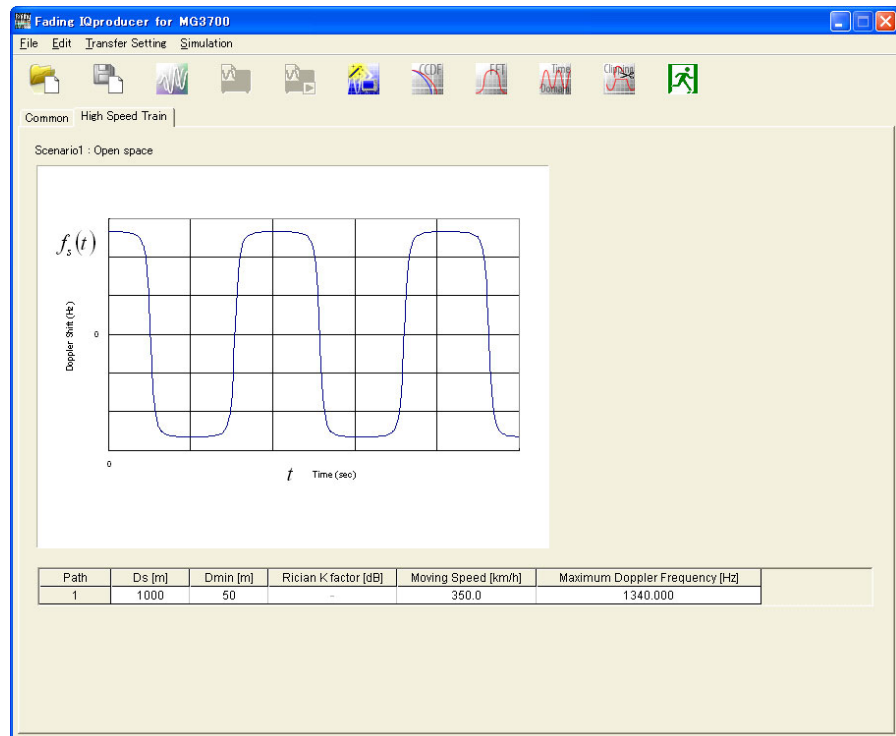 Fading IQproducer for MG3700
File Edit Transfer Setting Simulation
CCDF FFT Time Domain Clipping
Common High Speed Train
Scenario1 : Open space
fs(t)
Doppler Shift (Hz)
0
0
t Time (sec)
Path Ds [m] Dmin [m] Rician K factor [dB] Moving Speed [km/h] Maximum Doppler Frequency [Hz]
1 1000 50 - 350.0 1340.000